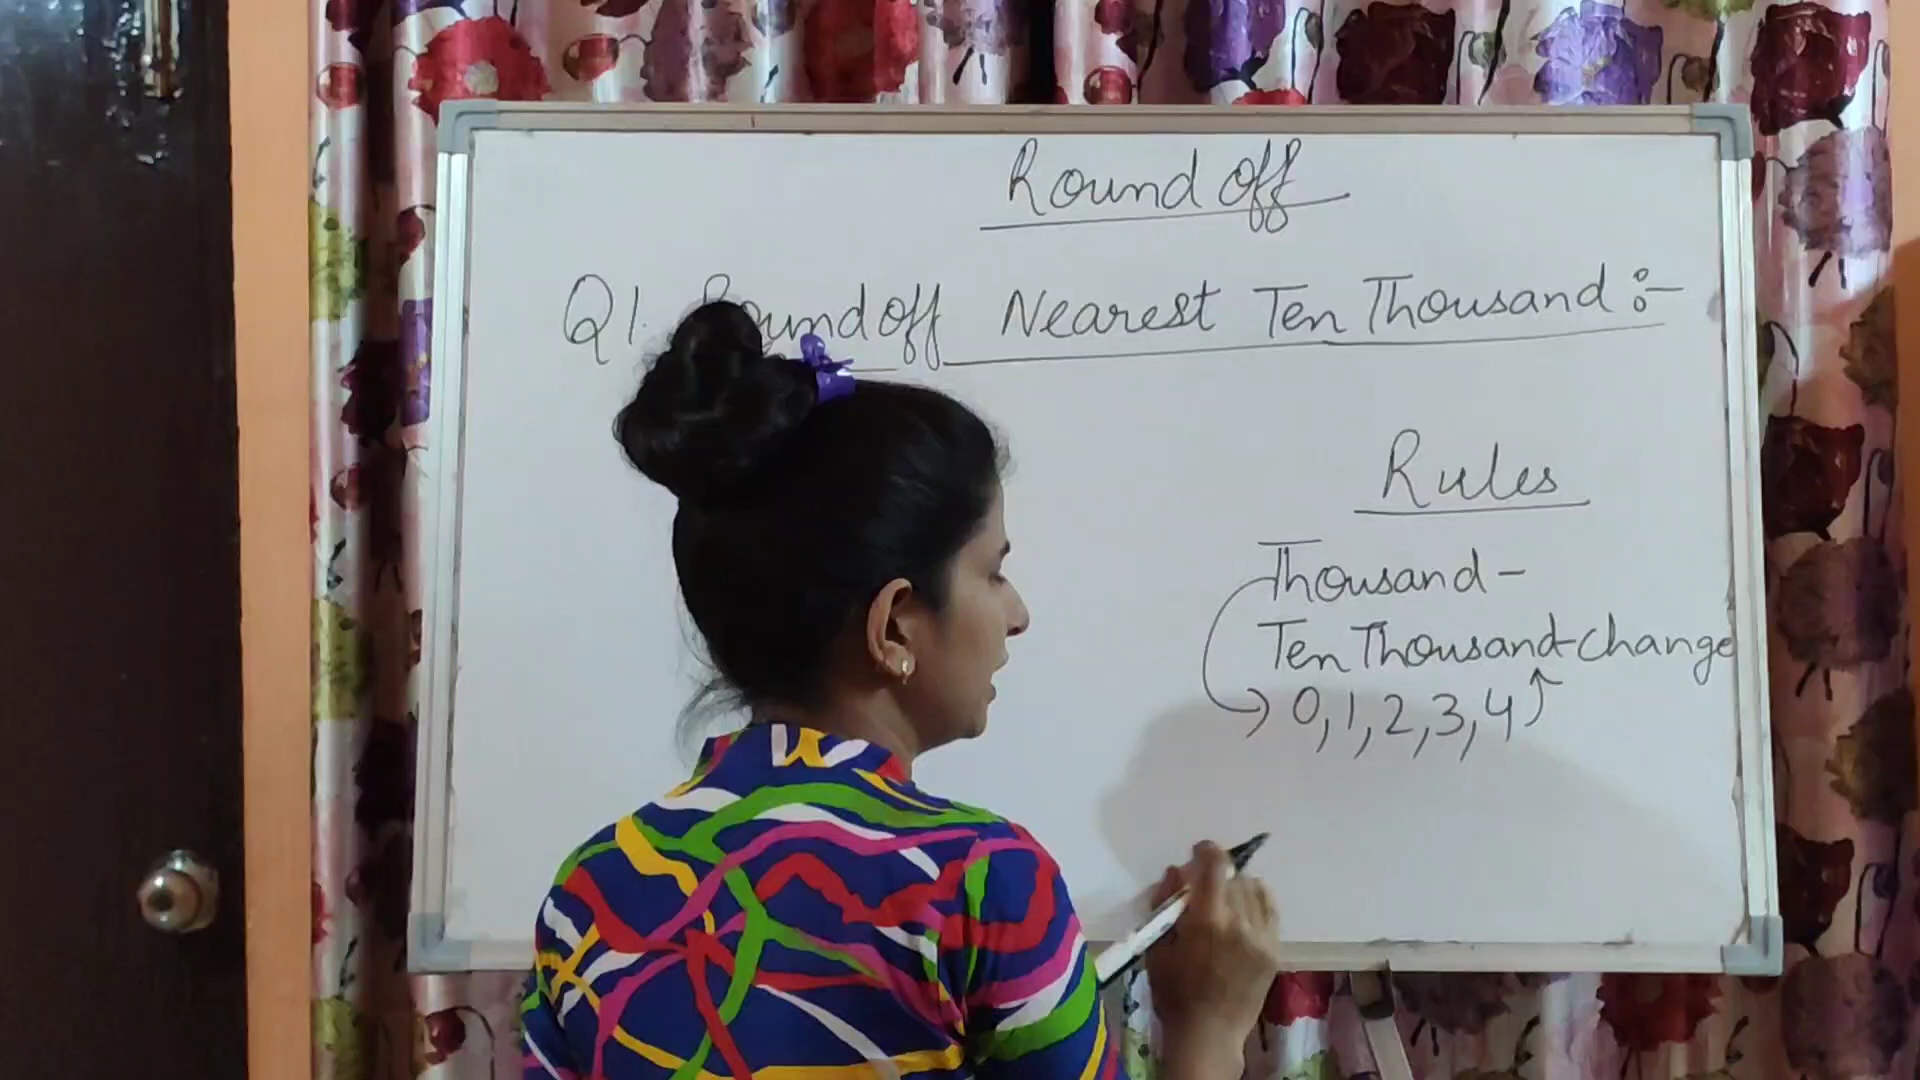 Round off
Q1. Round off Nearest Ten Thousand :-
Rules
Thousand -
Ten Thousand - change
0, 1, 2, 3, 4